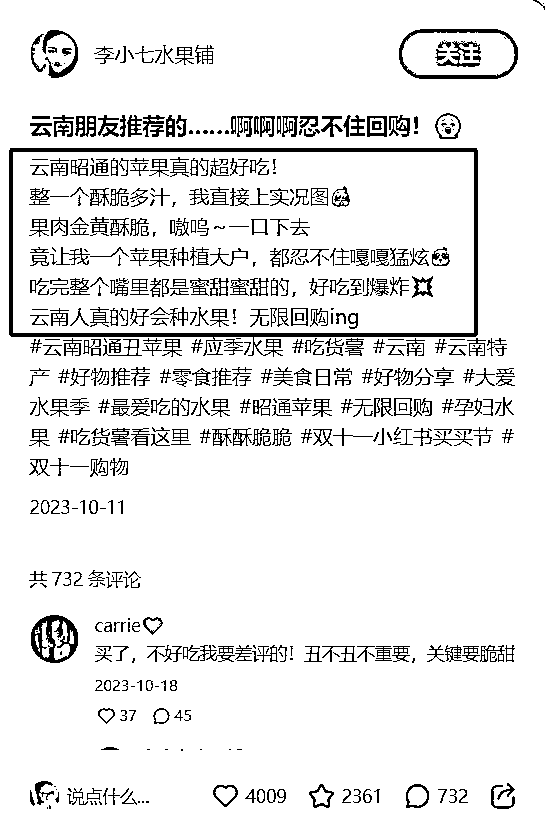 李小七水果铺
关注
云南朋友推荐的……啊啊啊忍不住回购！
云南昭通的苹果真的超好吃！
整一个酥脆多汁，我直接上实况图
果肉金黄酥脆，嗷呜～一口下去
竟让我一个苹果种植大户，都忍不住嘎嘎猛炫
吃完整个嘴里都是蜜甜蜜甜的，好吃到爆炸💥
云南人真的好会种水果！无限回购ing
#云南昭通丑苹果 #应季水果 #吃货薯 #云南 #云南特
产 #好物推荐 #零食推荐 #美食日常 #好物分享 #大爱
水果季 #最爱吃的水果 #昭通苹果 #无限回购 #孕妇水
果 #吃货薯看这里 #酥酥脆脆 #双十一小红书买买节 #
双十一购物
2023-10-11
共 732 条评论
carrie♡
买了，不好吃我要差评的！丑不丑不重要，关键要脆甜
2023-10-18
37 45
说点什么... 4009 2361 732